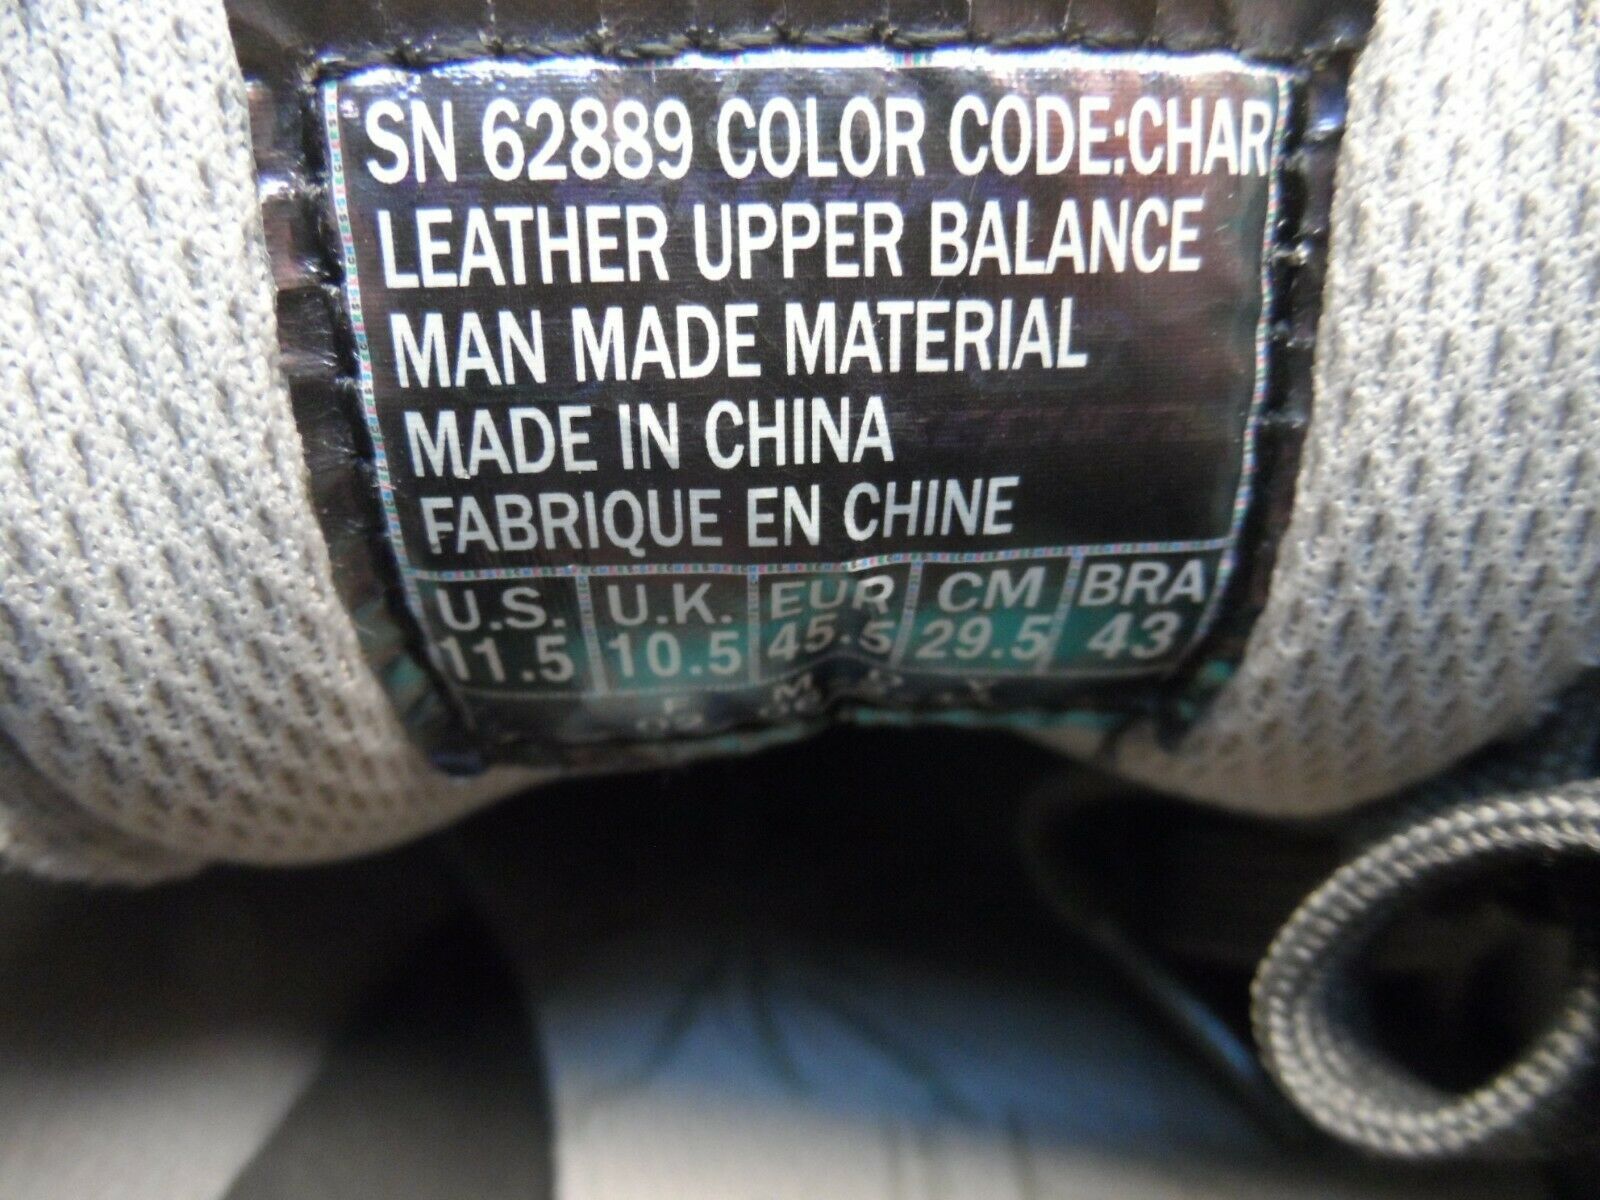 SN 62889 COLOR CODE:CHAR
LEATHER UPPER BALANCE
MAN MADE MATERIAL
MADE IN CHINA
FABRIQUE EN CHINE
U.S. U.K. EUR CM BRA
11.5 10.5 45.5 29.5 43
F M D Y